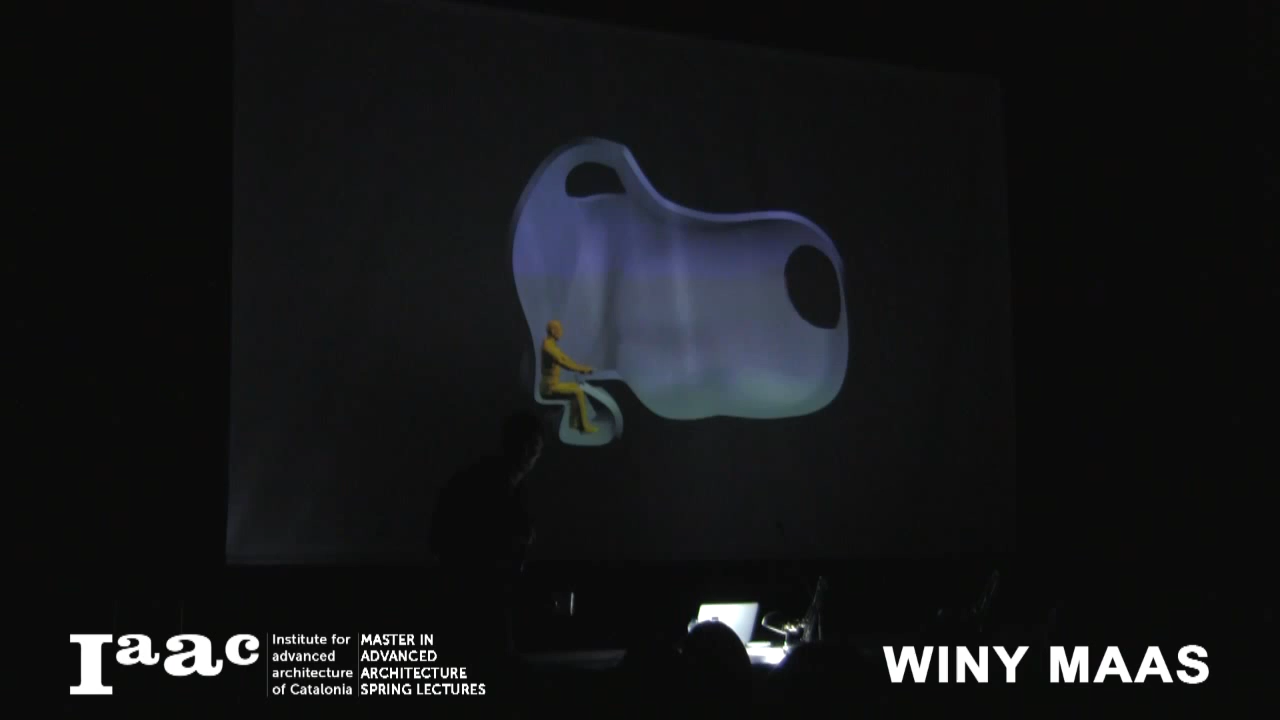 Iaac
Institute for
advanced
architecture
of Catalonia
MASTER IN
ADVANCED
ARCHITECTURE
SPRING LECTURES
WINY MAAS